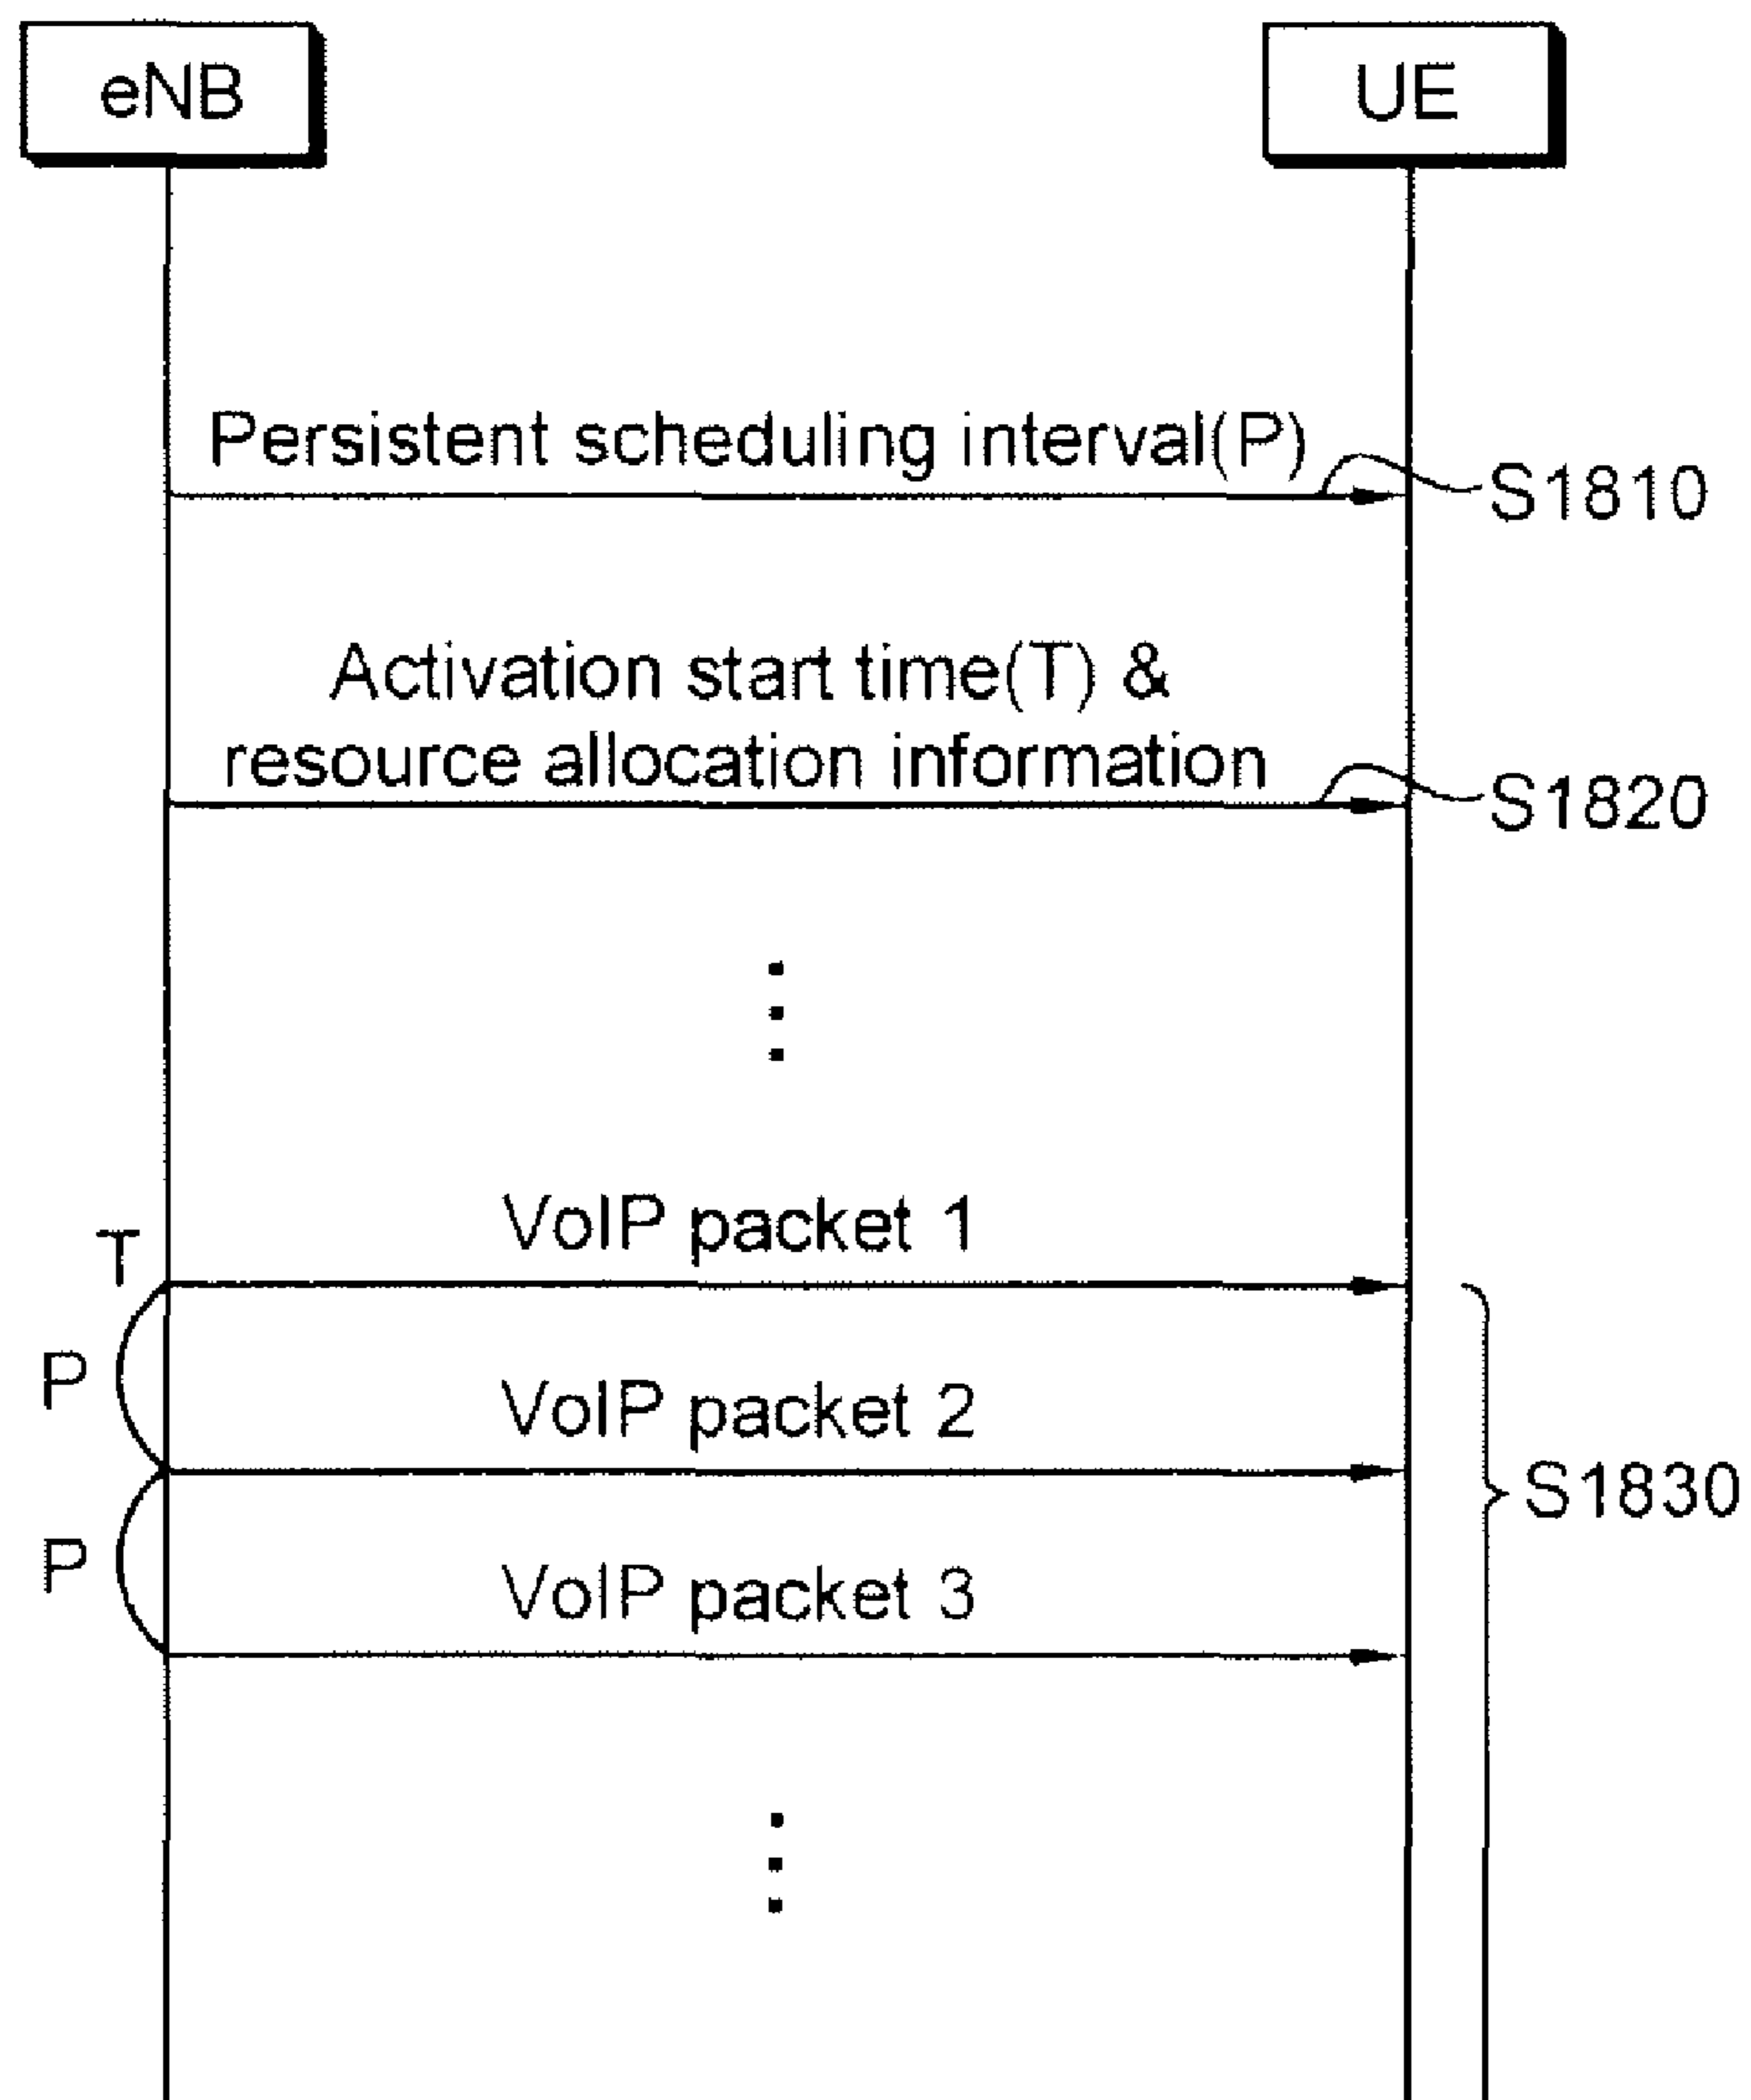 eNB
UE
Persistent scheduling interval(P)
S1810
Activation start time(T) &
resource allocation information
S1820
VoIP packet 1
T
P
VoIP packet 2
S1830
P
VoIP packet 3